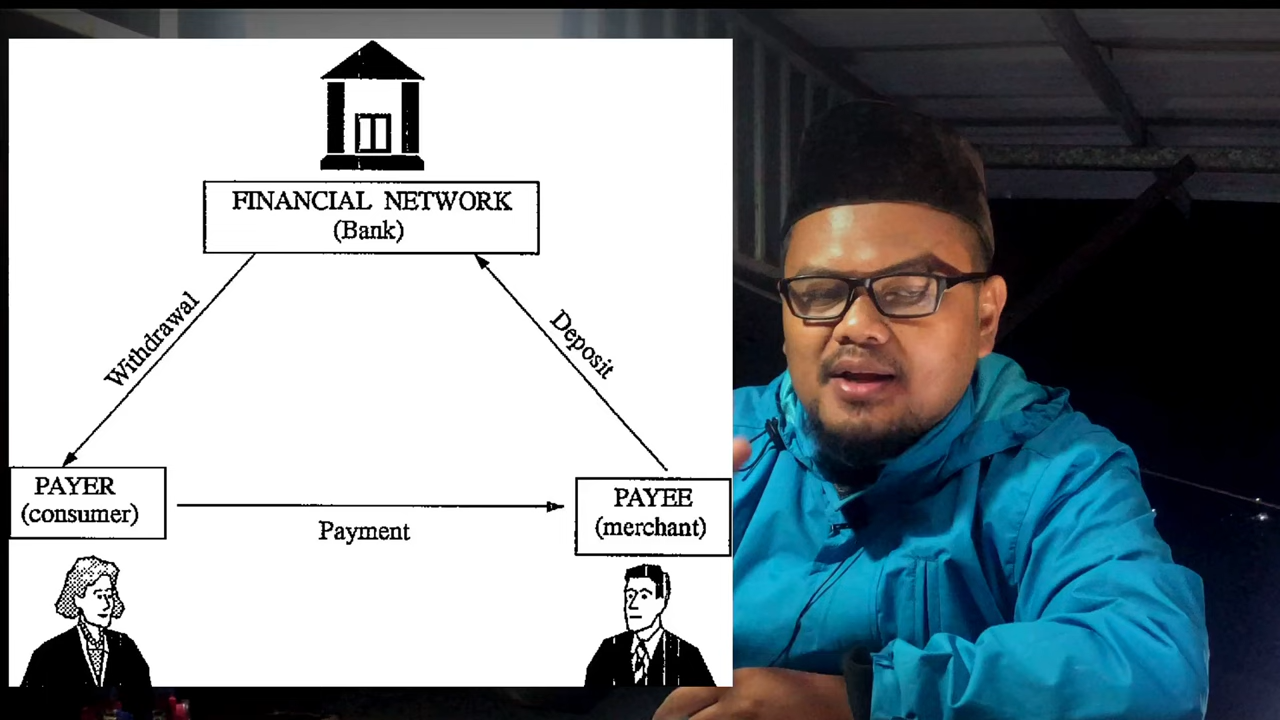 FINANCIAL NETWORK
(Bank)
Withdrawal
Deposit
PAYER
(consumer)
PAYEE
(merchant)
Payment